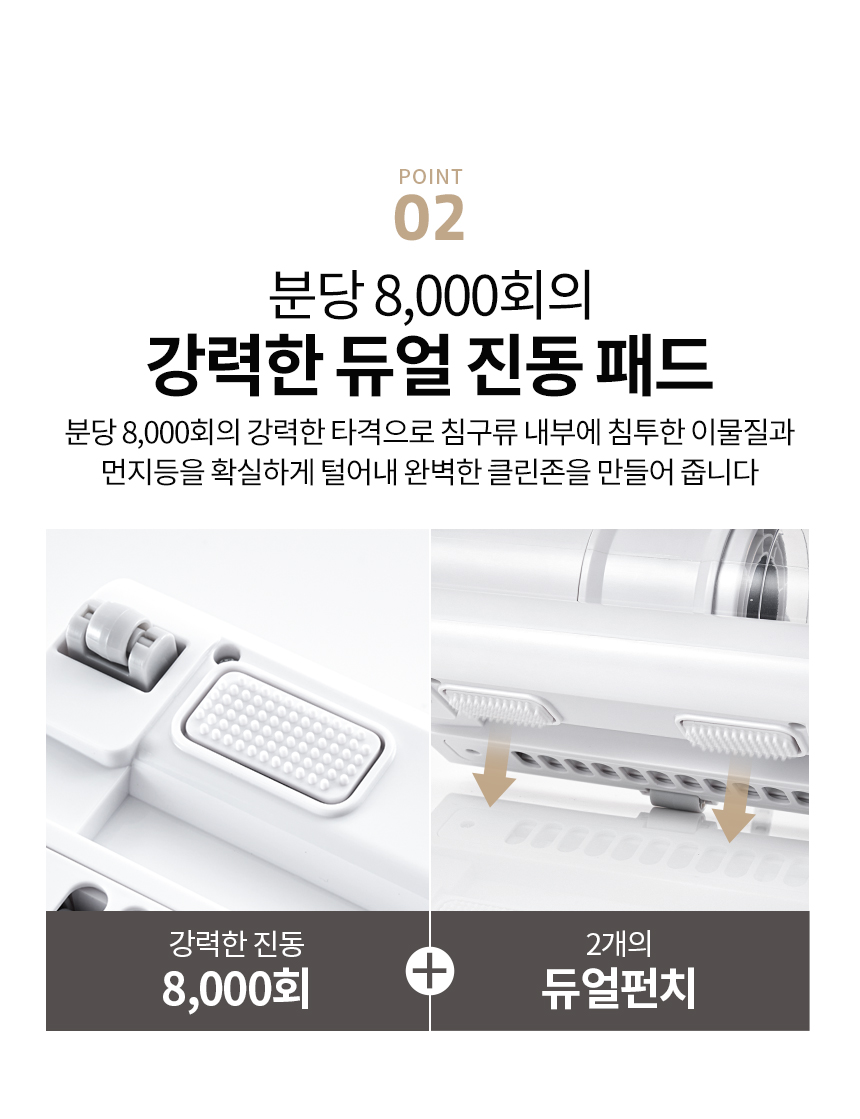 POINT
02
분당 8,000회의
강력한 듀얼 진동 패드
분당 8,000회의 강력한 타격으로 침구류 내부에 침투한 이물질과
먼지등을 확실하게 털어내 완벽한 클린존을 만들어 줍니다
강력한 진동
8,000회
2개의
듀얼펀치